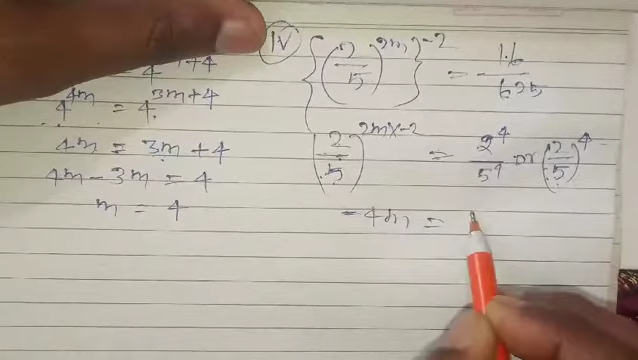 4^{4m} = 4^{3m+4}
4m = 3m + 4
4m - 3m = 4
m = 4
IV {(2/5)^{2m}}^{-2} = 16/625
(2/5)^{2m×-2} = 2^4/5^4 or (2/5)^4
-4m =